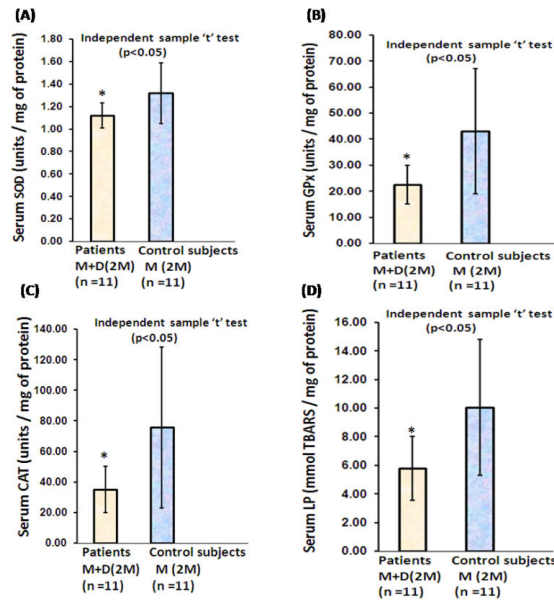 (A)
Independent sample 't' test
(p<0.05)
Serum SOD (units / mg of protein)
1.80
1.60
1.40
1.20
1.00
0.80
0.60
0.40
0.20
0.00
*
Patients
M+D(2M)
(n =11)
Control subjects
M (2M)
(n =11)
(B)
Independent sample 't' test
(p<0.05)
Serum GPx (units / mg of protein)
80.00
70.00
60.00
50.00
40.00
30.00
20.00
10.00
0.00
*
Patients
M+D(2M)
(n =11)
Control subjects
M (2M)
(n =11)
(C)
Independent sample 't' test
(p<0.05)
Serum CAT (units / mg of protein)
140.00
120.00
100.00
80.00
60.00
40.00
20.00
0.00
*
Patients
M+D(2M)
(n =11)
Control subjects
M (2M)
(n =11)
(D)
Independent sample 't' test
(p<0.05)
Serum LP (mmol TBARS / mg of protein)
16.00
14.00
12.00
10.00
8.00
6.00
4.00
2.00
0.00
*
Patients
M+D(2M)
(n =11)
Control subjects
M (2M)
(n =11)